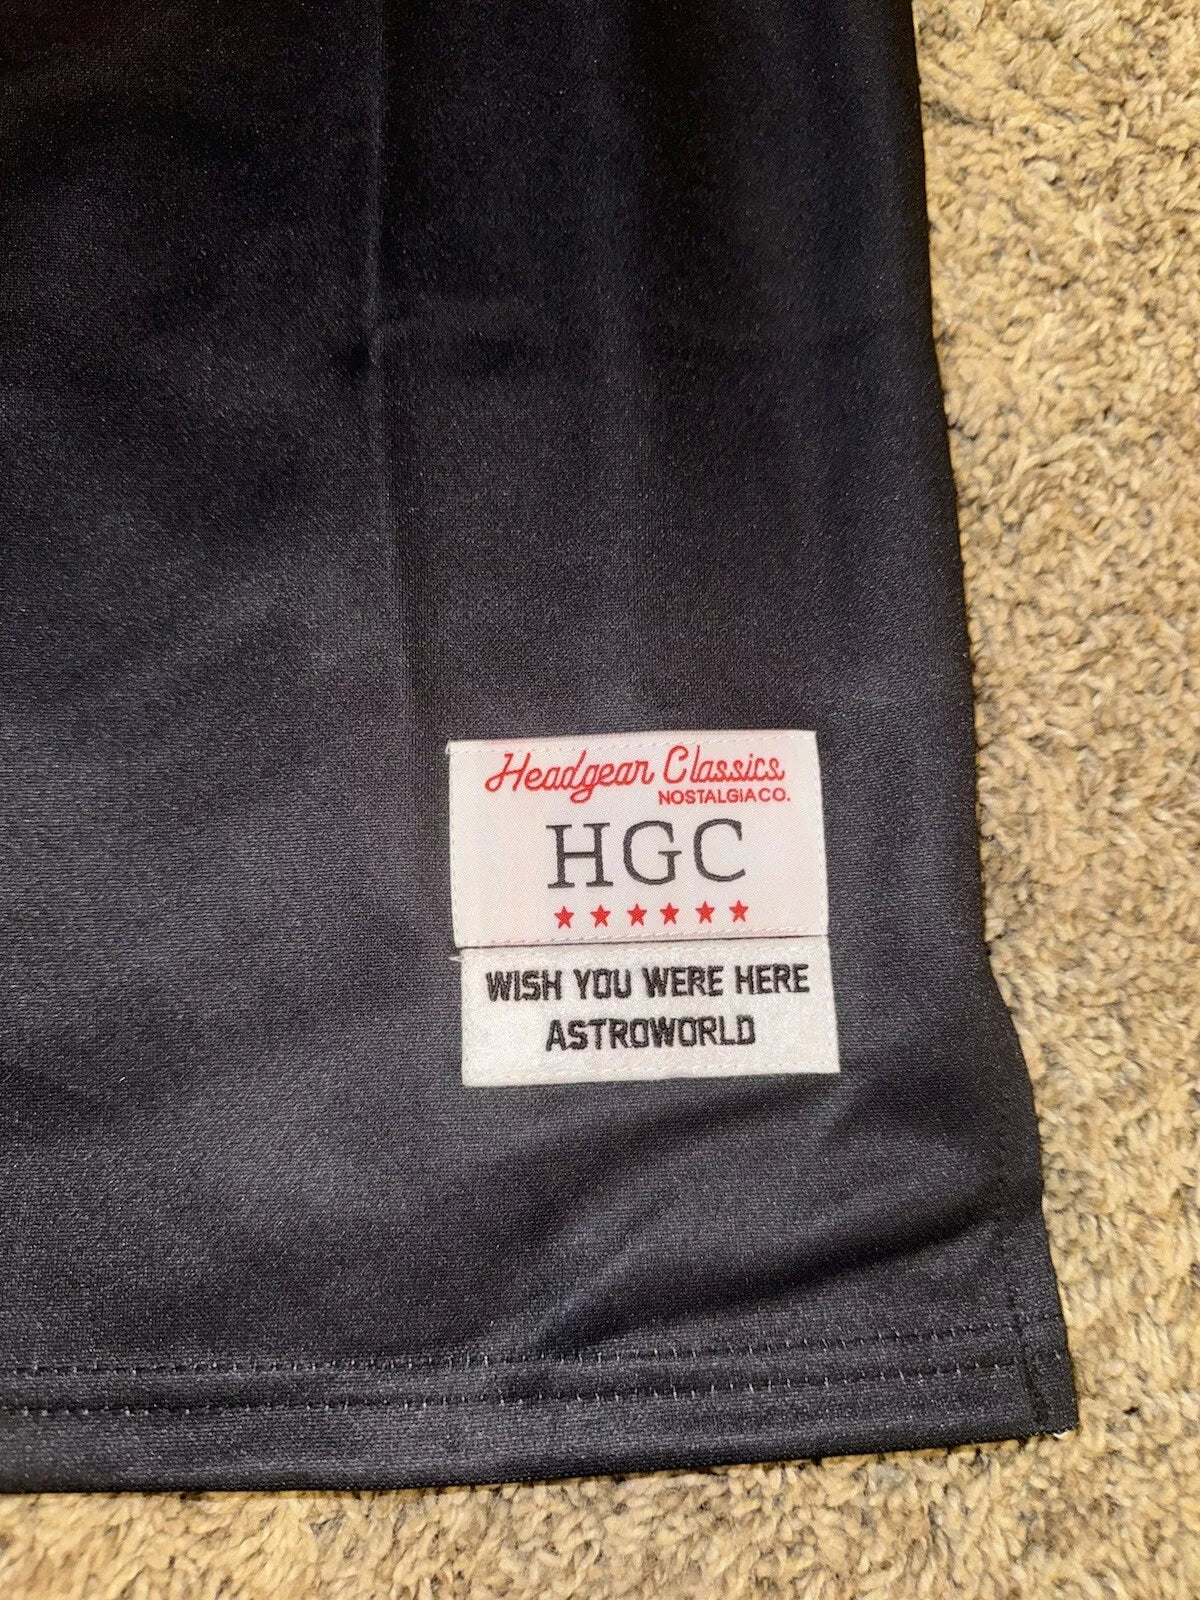 Headgear Classics
NOSTALGIA CO.
HGC
WISH YOU WERE HERE
ASTROWORLD